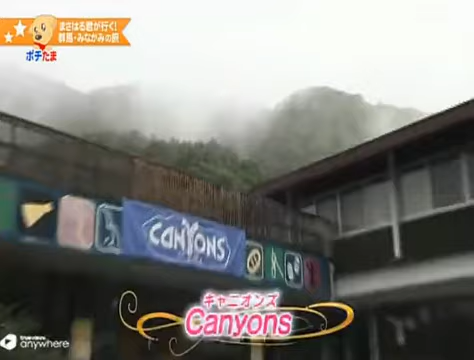 まさはる君が行く!
群馬・みなかみの旅
ポチたま
CANYONS
キャニオンズ
Canyons
anywhere